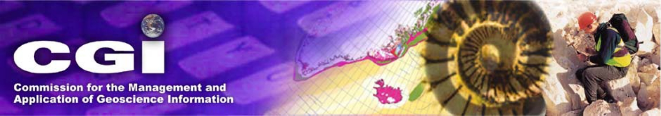 CGi
Commission for the Management and
Application of Geoscience Information